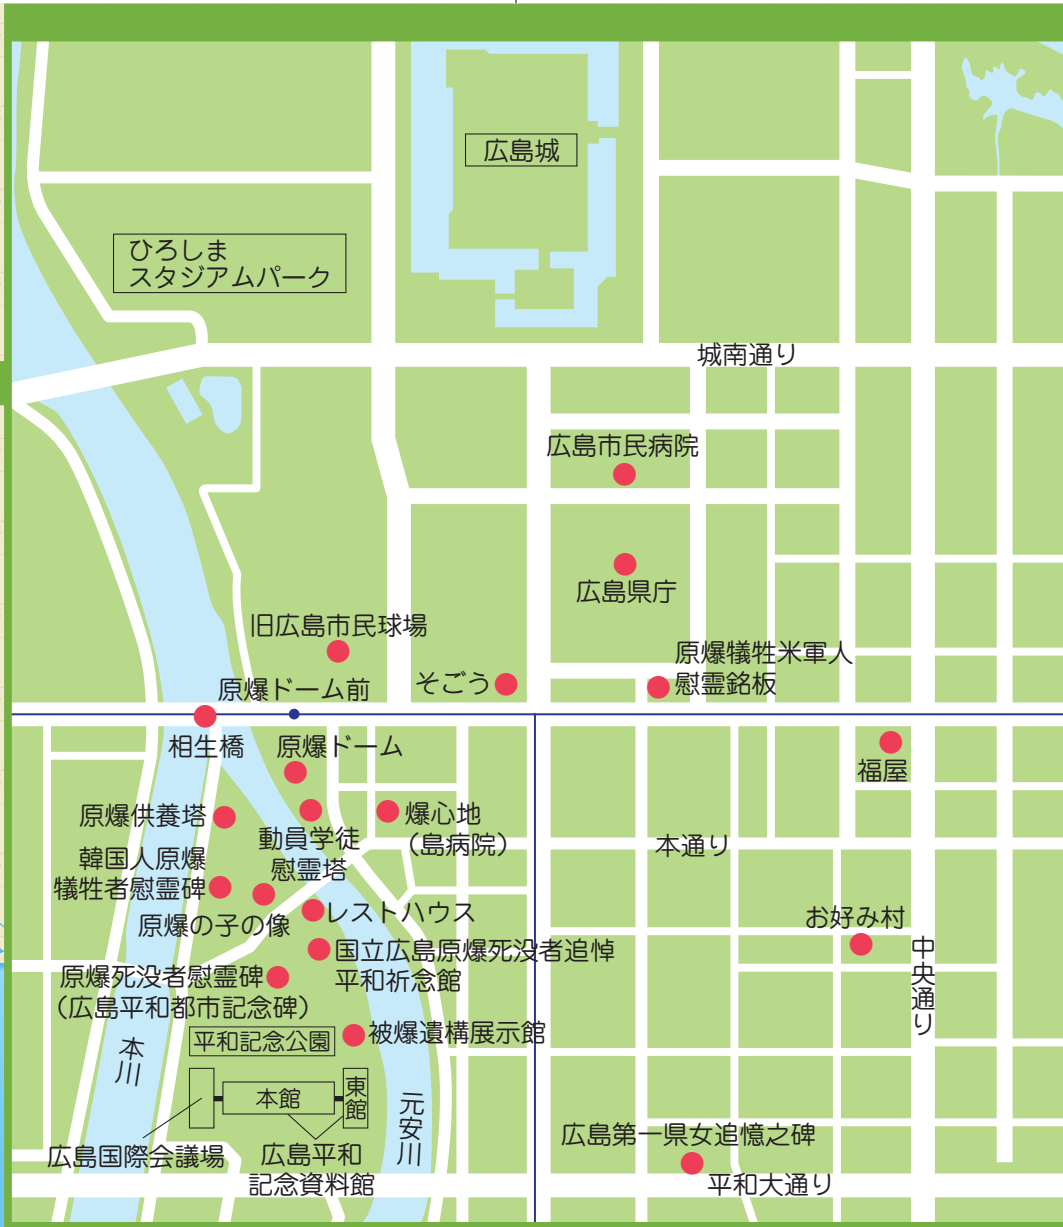 広島城
ひろしま
スタジアムパーク
城南通り
広島市民病院
広島県庁
旧広島市民球場
原爆犠牲米軍人
慰霊銘板
そごう
原爆ドーム前
相生橋
原爆ドーム
福屋
原爆供養塔
動員学徒
慰霊塔
爆心地
（島病院）
本通り
韓国人原爆
犠牲者慰霊碑
原爆の子の像
レストハウス
お好み村
国立広島原爆死没者追悼
平和祈念館
中央通り
原爆死没者慰霊碑
（広島平和都市記念碑）
平和記念公園
被爆遺構展示館
本川
本館
東館
元安川
広島国際会議場
広島平和
記念資料館
広島第一県女追憶之碑
平和大通り